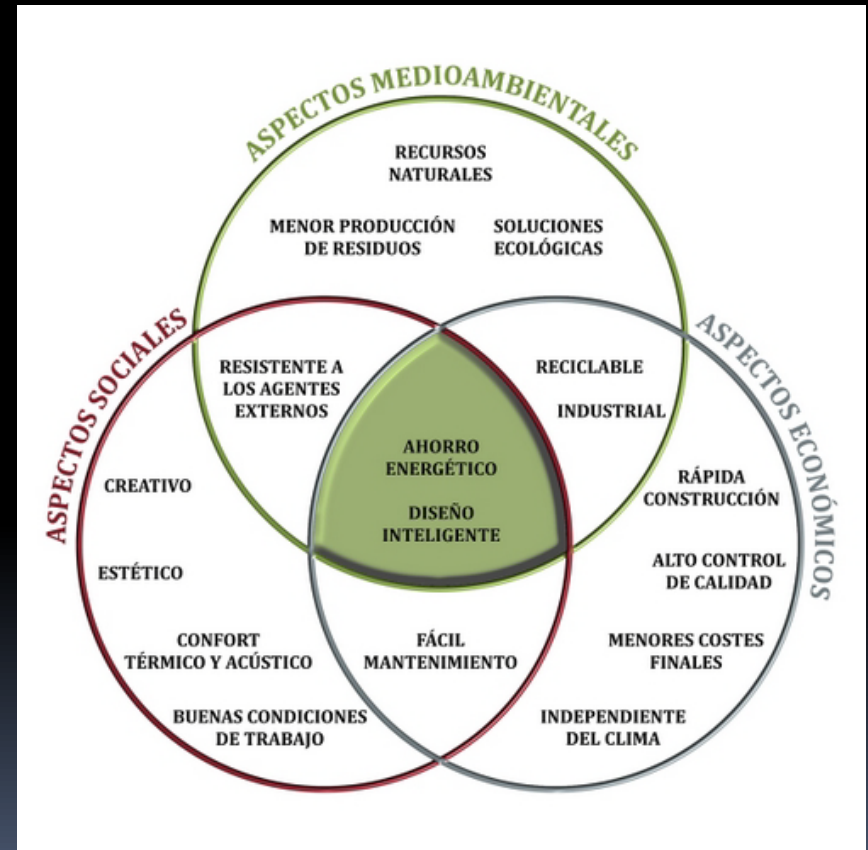 ASPECTOS MEDIOAMBIENTALES
RECURSOS
NATURALES
MENOR PRODUCCIÓN
DE RESIDUOS
SOLUCIONES
ECOLÓGICAS
ASPECTOS SOCIALES
ASPECTOS ECONÓMICOS
RESISTENTE A
LOS AGENTES
EXTERNOS
RECICLABLE
INDUSTRIAL
AHORRO
ENERGÉTICO
DISEÑO
INTELIGENTE
CREATIVO
ESTÉTICO
CONFORT
TÉRMICO Y ACÚSTICO
BUENAS CONDICIONES
DE TRABAJO
FÁCIL
MANTENIMIENTO
RÁPIDA
CONSTRUCCIÓN
ALTO CONTROL
DE CALIDAD
MENORES COSTES
FINALES
INDEPENDIENTE
DEL CLIMA